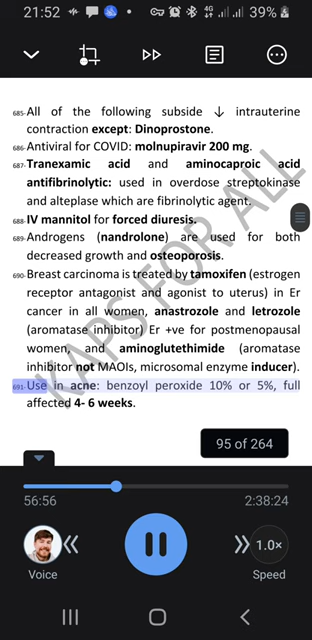 21:52
4G
39%
685- All of the following subside ↓ intrauterine
contraction except: Dinoprostone.
686- Antiviral for COVID: molnupiravir 200 mg.
687- Tranexamic acid and aminocaproic acid
antifibrinolytic: used in overdose streptokinase
and alteplase which are fibrinolytic agent.
688- IV mannitol for forced diuresis.
689- Androgens (nandrolone) are used for both
decreased growth and osteoporosis.
690- Breast carcinoma is treated by tamoxifen (estrogen
receptor antagonist and agonist to uterus) in Er
cancer in all women, anastrozole and letrozole
(aromatase inhibitor) Er +ve for postmenopausal
women, and aminoglutethimide (aromatase
inhibitor not MAOIs, microsomal enzyme inducer).
691- Use in acne: benzoyl peroxide 10% or 5%, full
affected 4- 6 weeks.
KAPS FOR ALL
95 of 264
56:56
2:38:24
1.0×
Voice
Speed